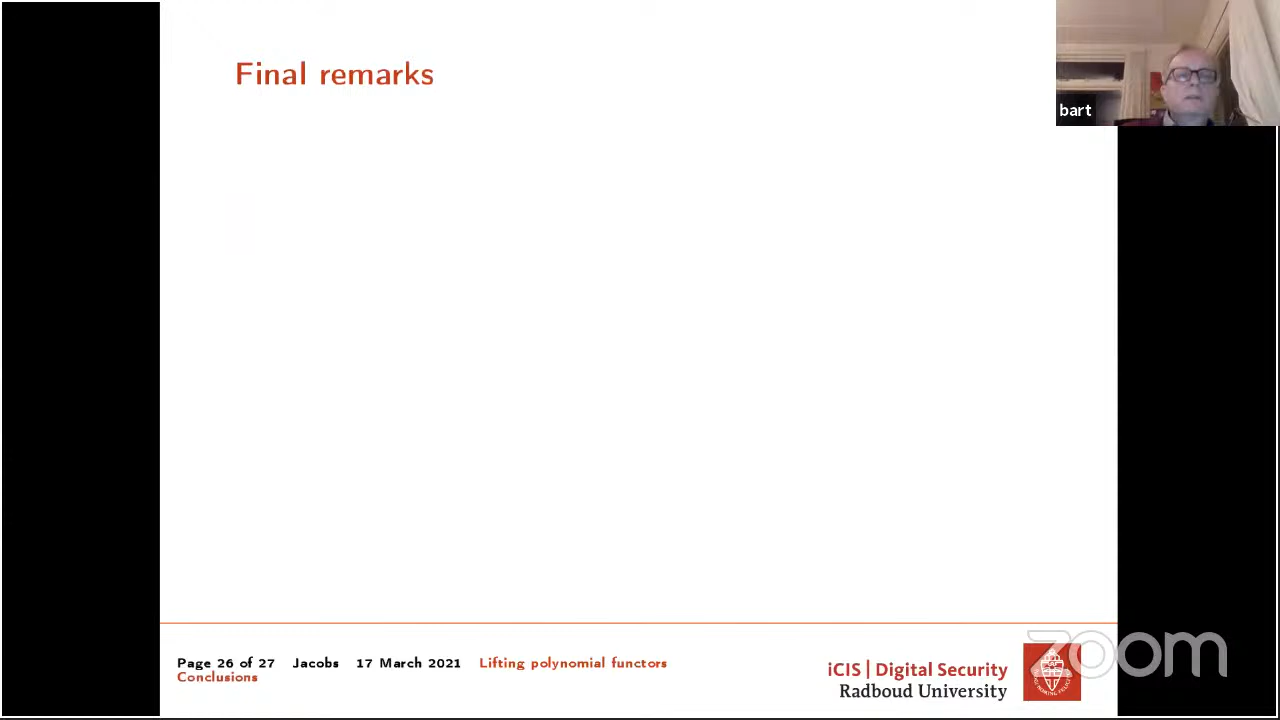 Final remarks
bart
Page 26 of 27 Jacobs 17 March 2021 Lifting polynomial functors
Conclusions
iCIS | Digital Security
Radboud University
zoom